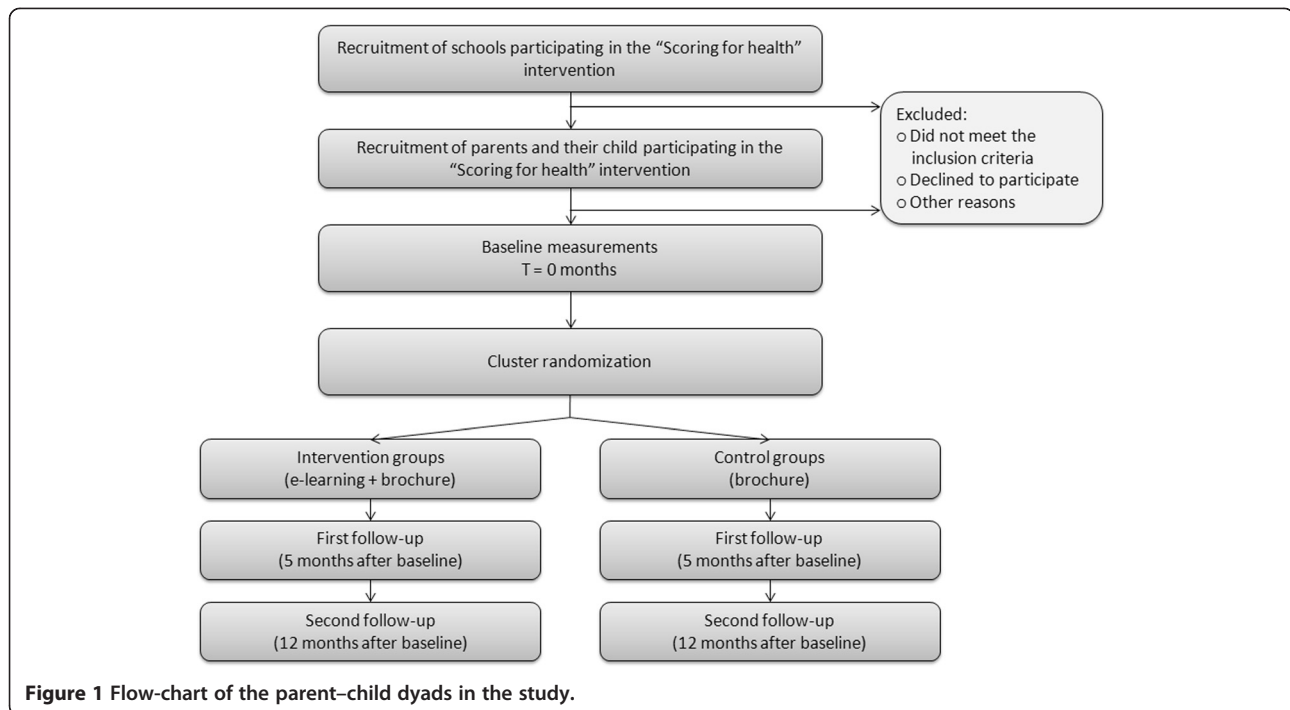 Recruitment of schools participating in the “Scoring for health”
intervention
Excluded:
○ Did not meet the
inclusion criteria
○ Declined to participate
○ Other reasons
Recruitment of parents and their child participating in the
“Scoring for health” intervention
Baseline measurements
T = 0 months
Cluster randomization
Intervention groups
(e-learning + brochure)
Control groups
(brochure)
First follow-up
(5 months after baseline)
First follow-up
(5 months after baseline)
Second follow-up
(12 months after baseline)
Second follow-up
(12 months after baseline)
Figure 1 Flow-chart of the parent–child dyads in the study.